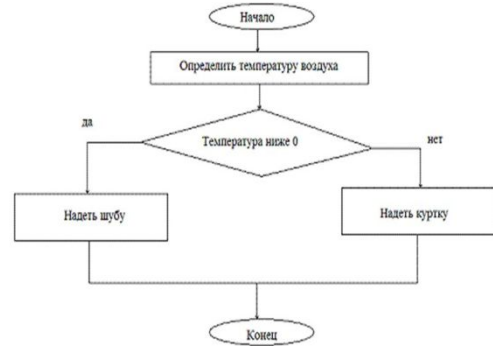 Начало
Определить температуру воздуха
да
Температура ниже 0
нет
Надеть шубу
Надеть куртку
Конец